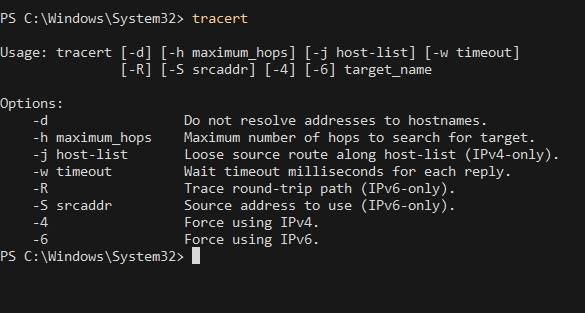 PS C:\Windows\System32> tracert
Usage: tracert [-d] [-h maximum_hops] [-j host-list] [-w timeout]
[-R] [-S srcaddr] [-4] [-6] target_name
Options:
-d Do not resolve addresses to hostnames.
-h maximum_hops Maximum number of hops to search for target.
-j host-list Loose source route along host-list (IPv4-only).
-w timeout Wait timeout milliseconds for each reply.
-R Trace round-trip path (IPv6-only).
-S srcaddr Source address to use (IPv6-only).
-4 Force using IPv4.
-6 Force using IPv6.
PS C:\Windows\System32>